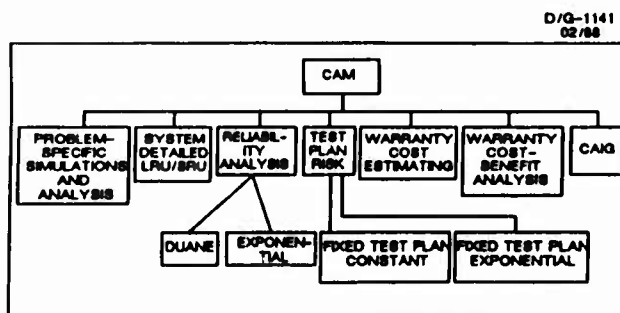 D/G-1141
02/88
CAM
PROBLEM-
SPECIFIC
SIMULATIONS
AND
ANALYSIS
SYSTEM
DETAILED
LRU/SRU
RELIABIL-
ITY
ANALYSIS
TEST
PLAN
RISK
WARRANTY
COST
ESTIMATING
WARRANTY
COST-
BENEFIT
ANALYSIS
CAIG
DUANE
EXPONEN-
TIAL
FIXED TEST PLAN
CONSTANT
FIXED TEST PLAN
EXPONENTIAL